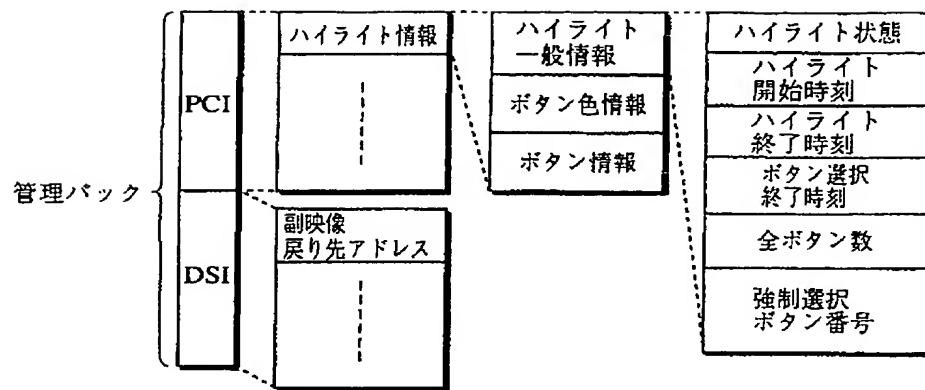 管理パック
PCI
DSI
ハイライト情報
副映像
戻り先アドレス
ハイライト
一般情報
ボタン色情報
ボタン情報
ハイライト状態
ハイライト
開始時刻
ハイライト
終了時刻
ボタン選択
終了時刻
全ボタン数
強制選択
ボタン番号